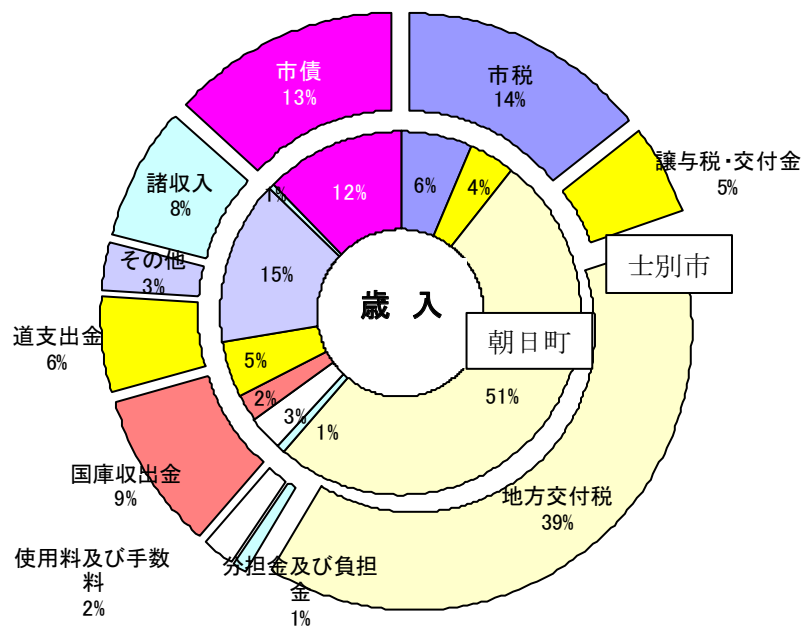 市税
14%
譲与税・交付金
5%
士別市
地方交付税
39%
分担金及び負担
金
1%
使用料及び手数
料
2%
国庫収出金
9%
道支出金
6%
その他
3%
諸収入
8%
市債
13%
歳 入
朝日町
6%
4%
51%
1%
3%
2%
5%
15%
1%
12%